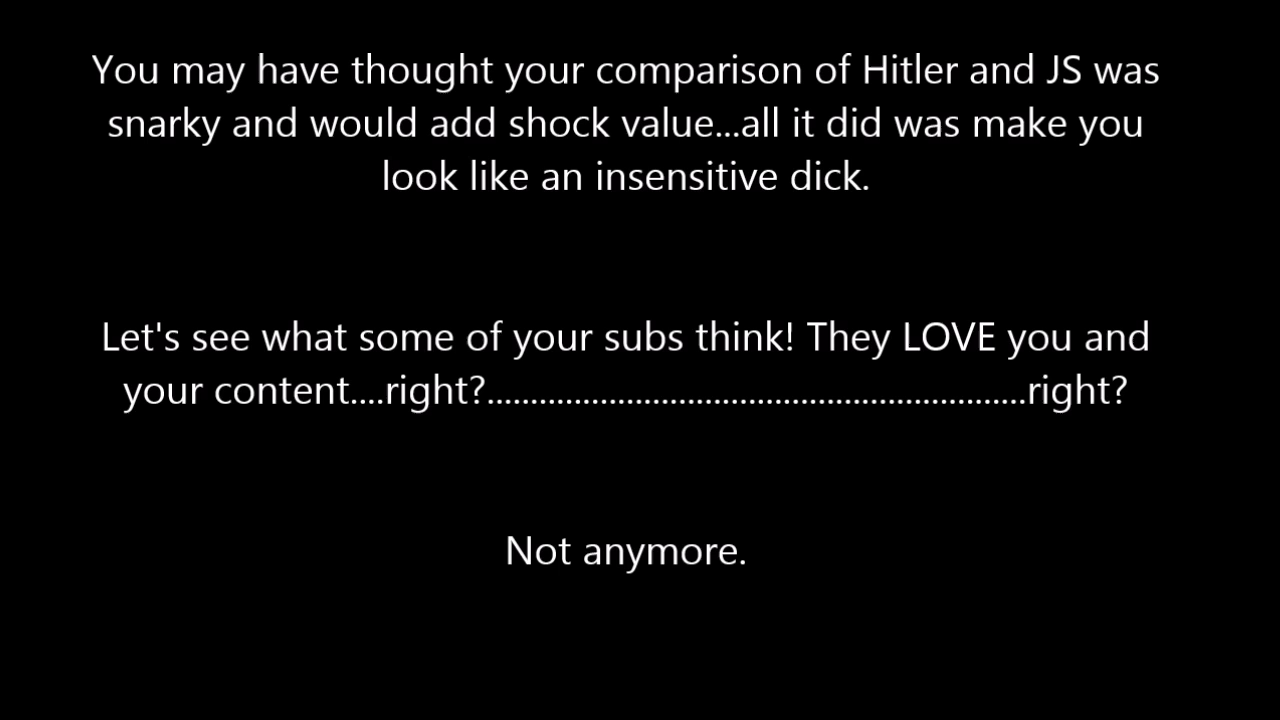 You may have thought your comparison of Hitler and JS was
snarky and would add shock value...all it did was make you
look like an insensitive dick.
Let's see what some of your subs think! They LOVE you and
your content....right?..............................................................right?
Not anymore.